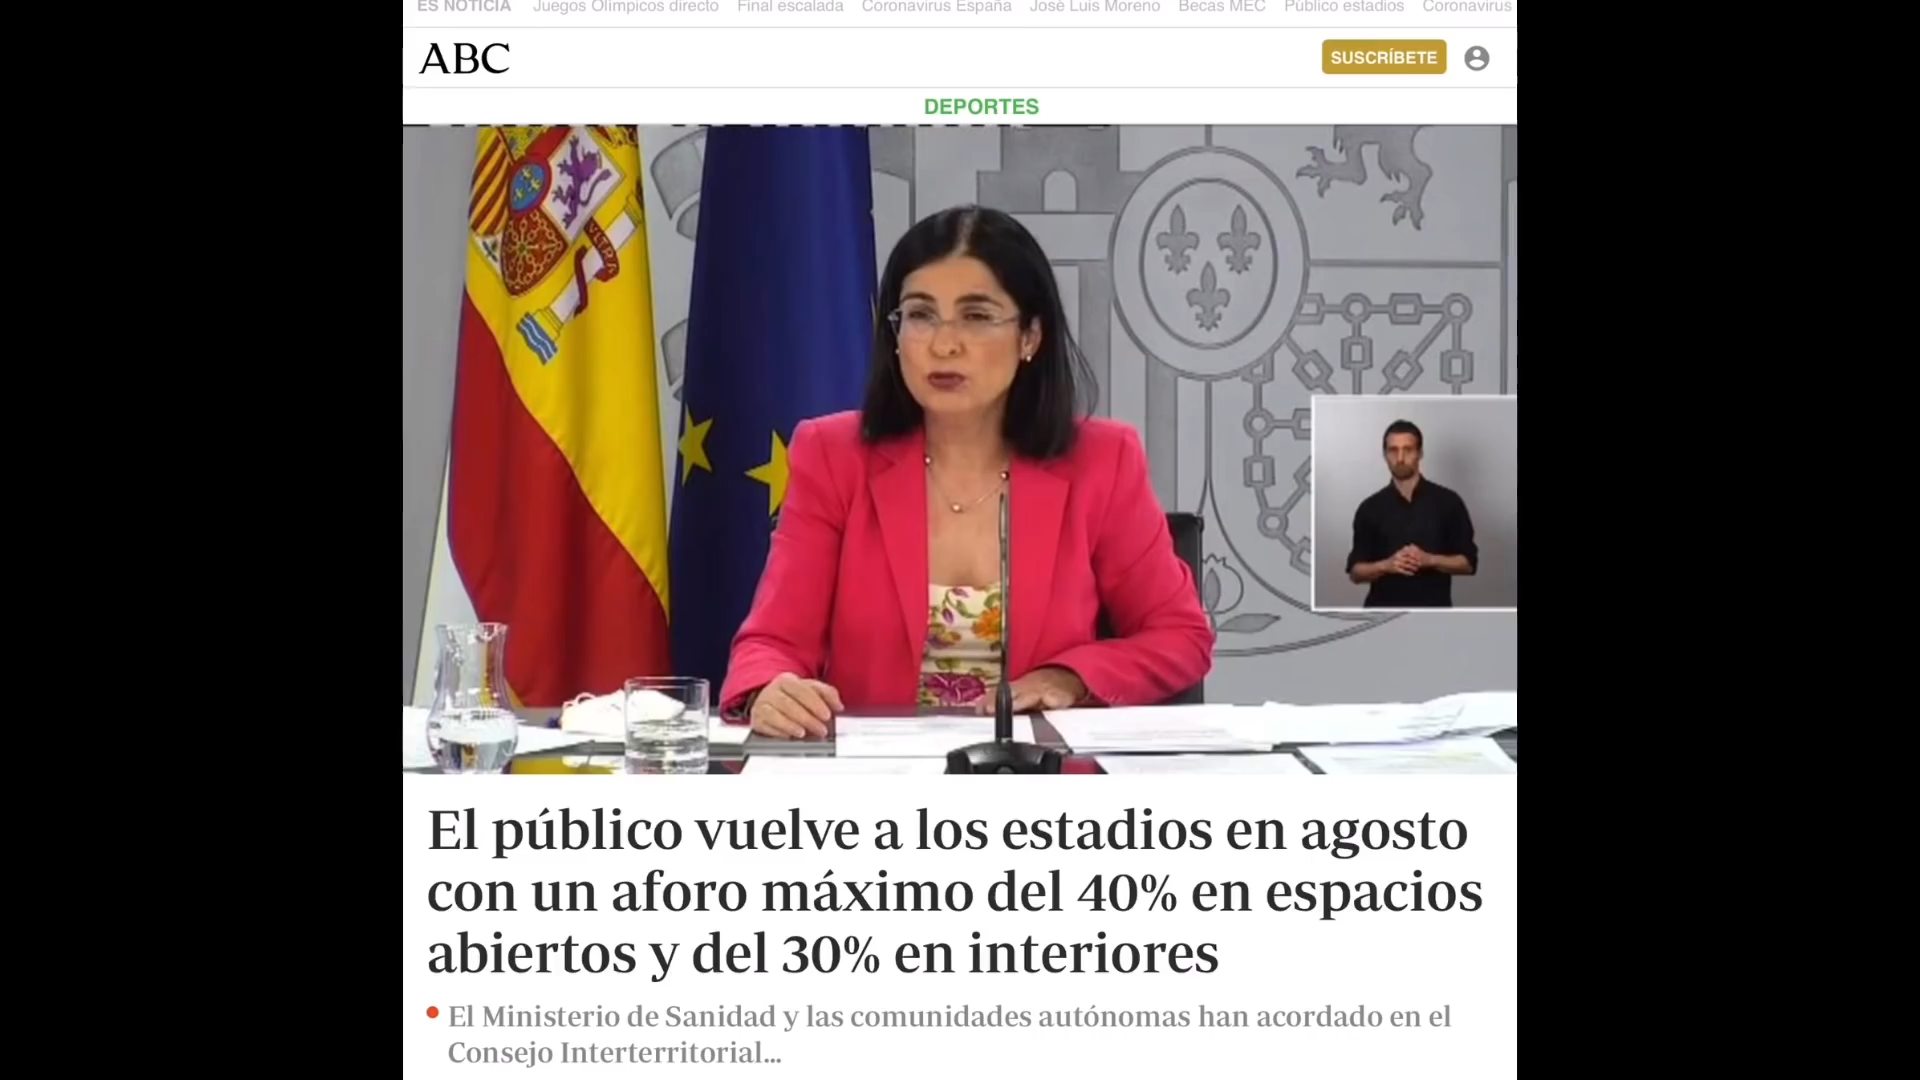 ES NOTICIA Juegos Olímpicos directo Final escalada Coronavirus España José Luis Moreno Becas MEC Público estadios Coronavirus
ABC
SUSCRÍBETE
DEPORTES
VLTRA
El público vuelve a los estadios en agosto
con un aforo máximo del 40% en espacios
abiertos y del 30% en interiores
El Ministerio de Sanidad y las comunidades autónomas han acordado en el
Consejo Interterritorial...